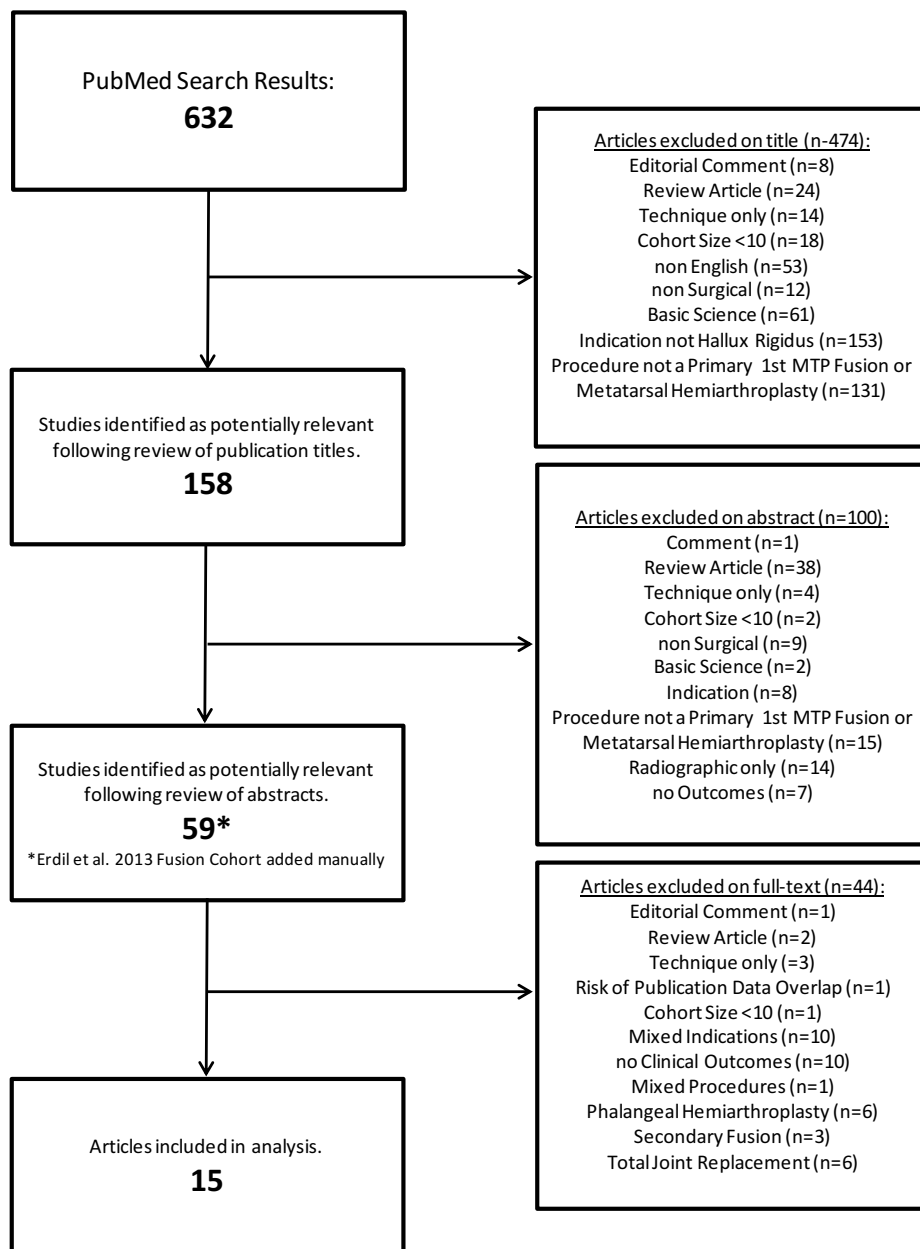 PubMed Search Results:
632
Articles excluded on title (n-474):
Editorial Comment (n=8)
Review Article (n=24)
Technique only (n=14)
Cohort Size <10 (n=18)
non English (n=53)
non Surgical (n=12)
Basic Science (n=61)
Indication not Hallux Rigidus (n=153)
Procedure not a Primary 1st MTP Fusion or
Metatarsal Hemiarthroplasty (n=131)
Studies identified as potentially relevant
following review of publication titles.
158
Articles excluded on abstract (n=100):
Comment (n=1)
Review Article (n=38)
Technique only (n=4)
Cohort Size <10 (n=2)
non Surgical (n=9)
Basic Science (n=2)
Indication (n=8)
Procedure not a Primary 1st MTP Fusion or
Metatarsal Hemiarthroplasty (n=15)
Radiographic only (n=14)
no Outcomes (n=7)
Studies identified as potentially relevant
following review of abstracts.
59*
*Erdil et al. 2013 Fusion Cohort added manually
Articles excluded on full-text (n=44):
Editorial Comment (n=1)
Review Article (n=2)
Technique only (=3)
Risk of Publication Data Overlap (n=1)
Cohort Size <10 (n=1)
Mixed Indications (n=10)
no Clinical Outcomes (n=10)
Mixed Procedures (n=1)
Phalangeal Hemiarthroplasty (n=6)
Secondary Fusion (n=3)
Total Joint Replacement (n=6)
Articles included in analysis.
15